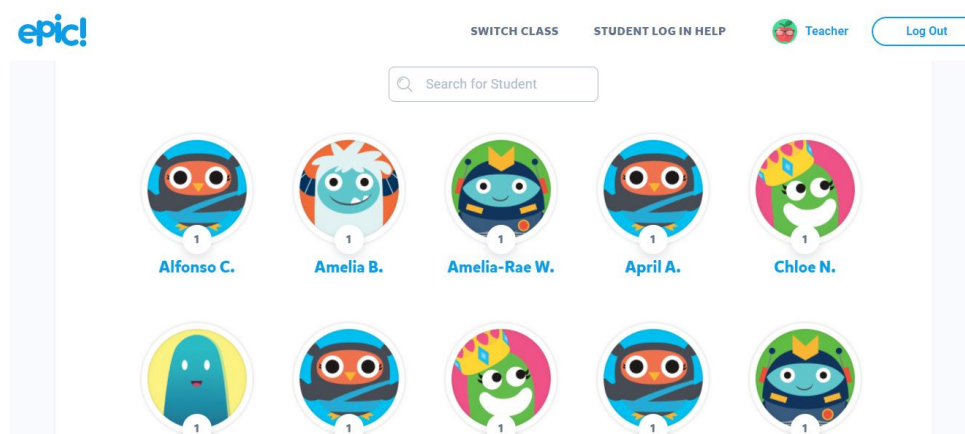 epic!
SWITCH CLASS STUDENT LOG IN HELP Teacher Log Out
Search for Student
1 1 1 1 1
Alfonso C. Amelia B. Amelia-Rae W. April A. Chloe N.
1 1 1 1 1